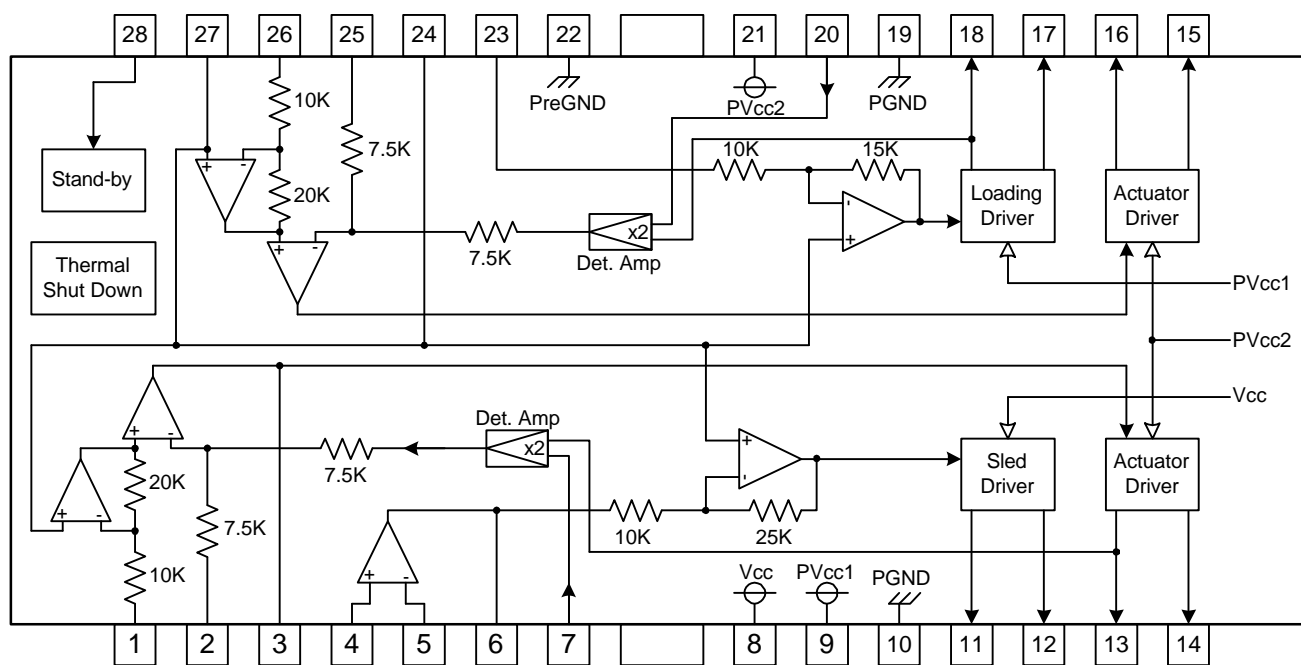 28 27 26 25 24 23 22 21 20 19 18 17 16 15
PreGND
PVcc2
PGND
10K
7.5K
Stand-by
+ -
20K
10K
15K
-
+
Loading
Driver
Actuator
Driver
+ -
7.5K
x2
Det. Amp
Thermal
Shut Down
PVcc1
PVcc2
Vcc
+ -
Det. Amp
x2
7.5K
+
-
Sled
Driver
Actuator
Driver
20K
+ -
7.5K
10K
25K
10K
+ -
Vcc
PVcc1
PGND
1 2 3 4 5 6 7 8 9 10 11 12 13 14